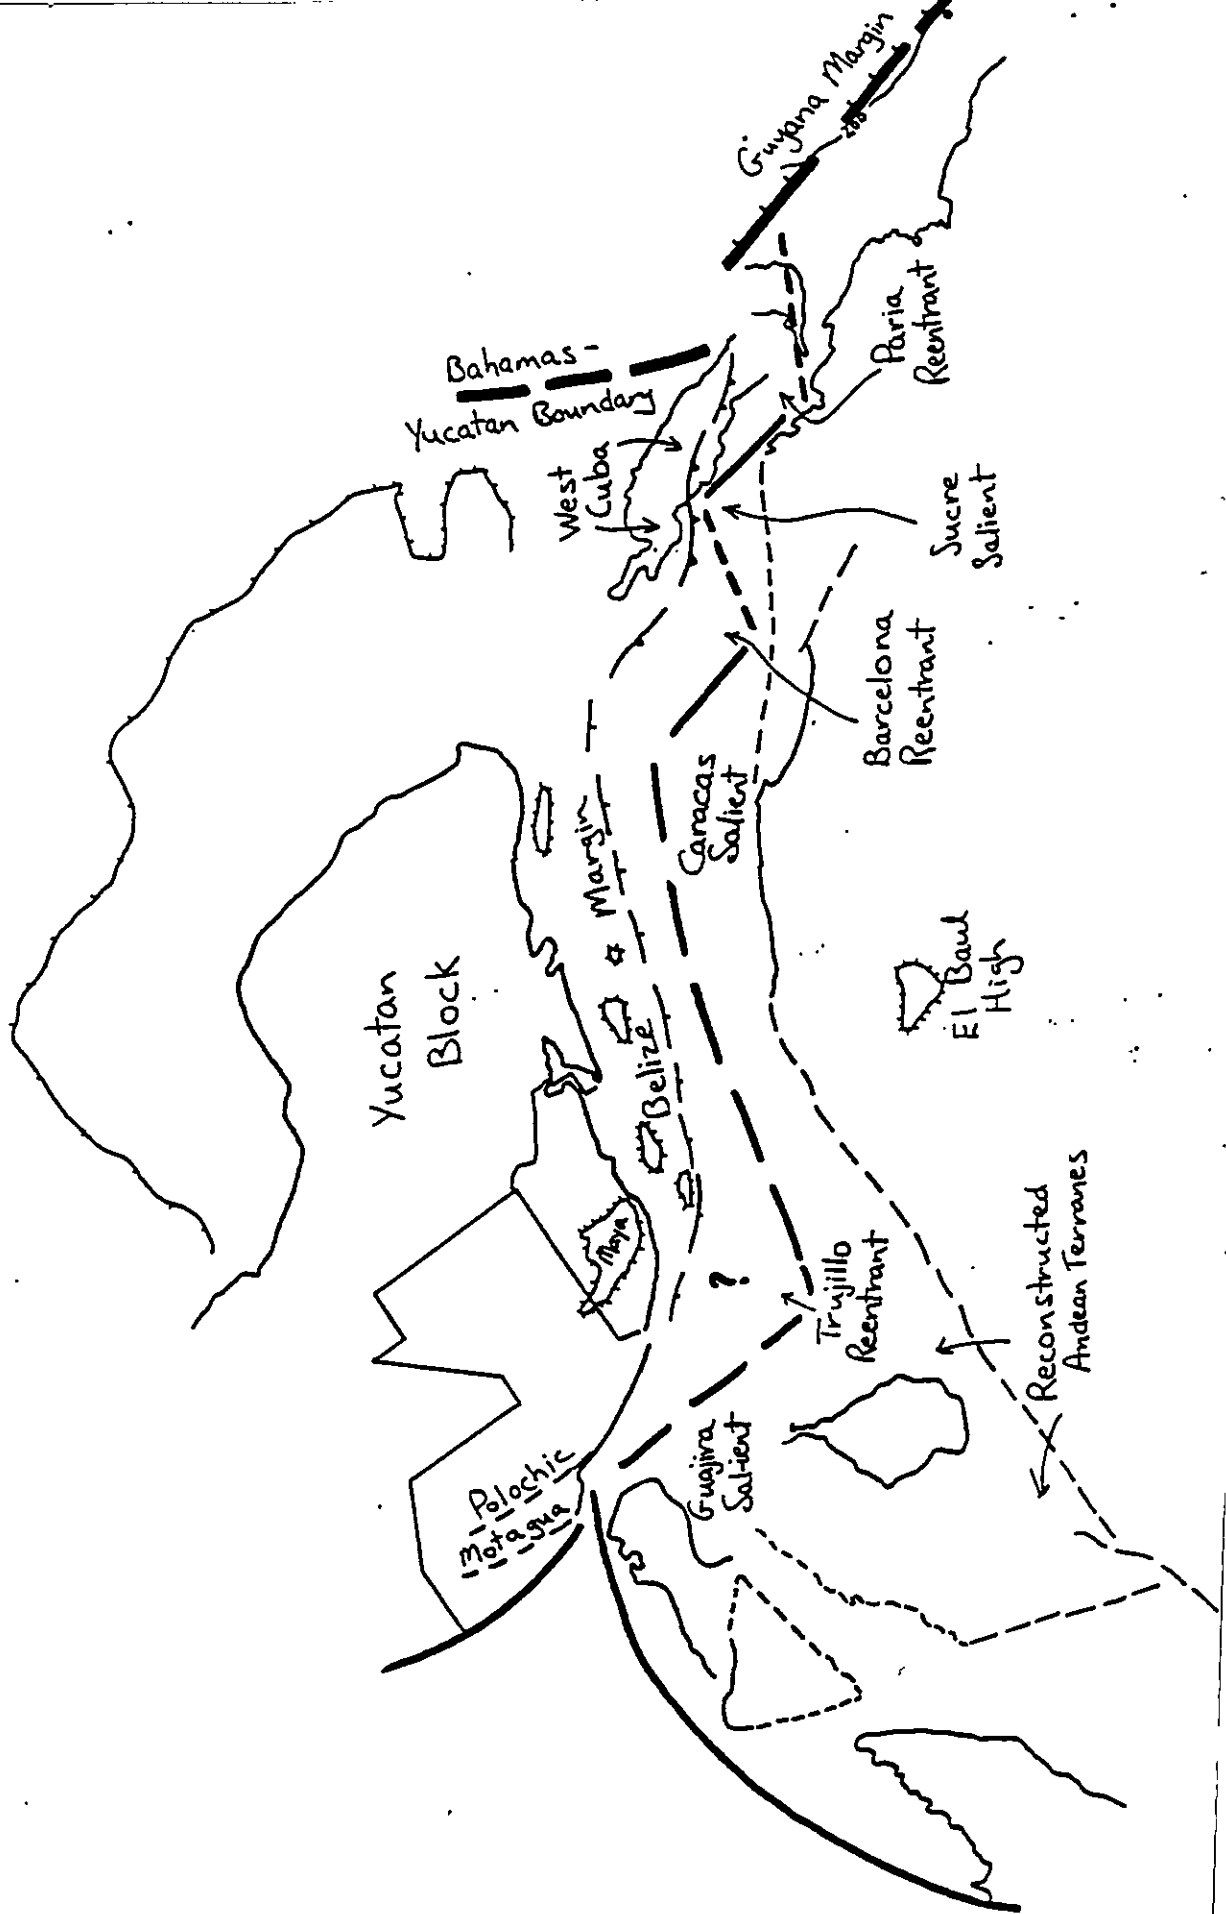 Guyana Margin
Bahamas -
Yucatan Boundary
West
Cuba
Paria
Reentrant
Sucre
Salient
Barcelona
Reentrant
Caracas
Salient
Belize Margin
Yucatan
Block
El Baul
High
Maya
?
Trujillo
Reentrant
Reconstructed
Andean Terranes
Guajira
Salient
Polochic
Motagua